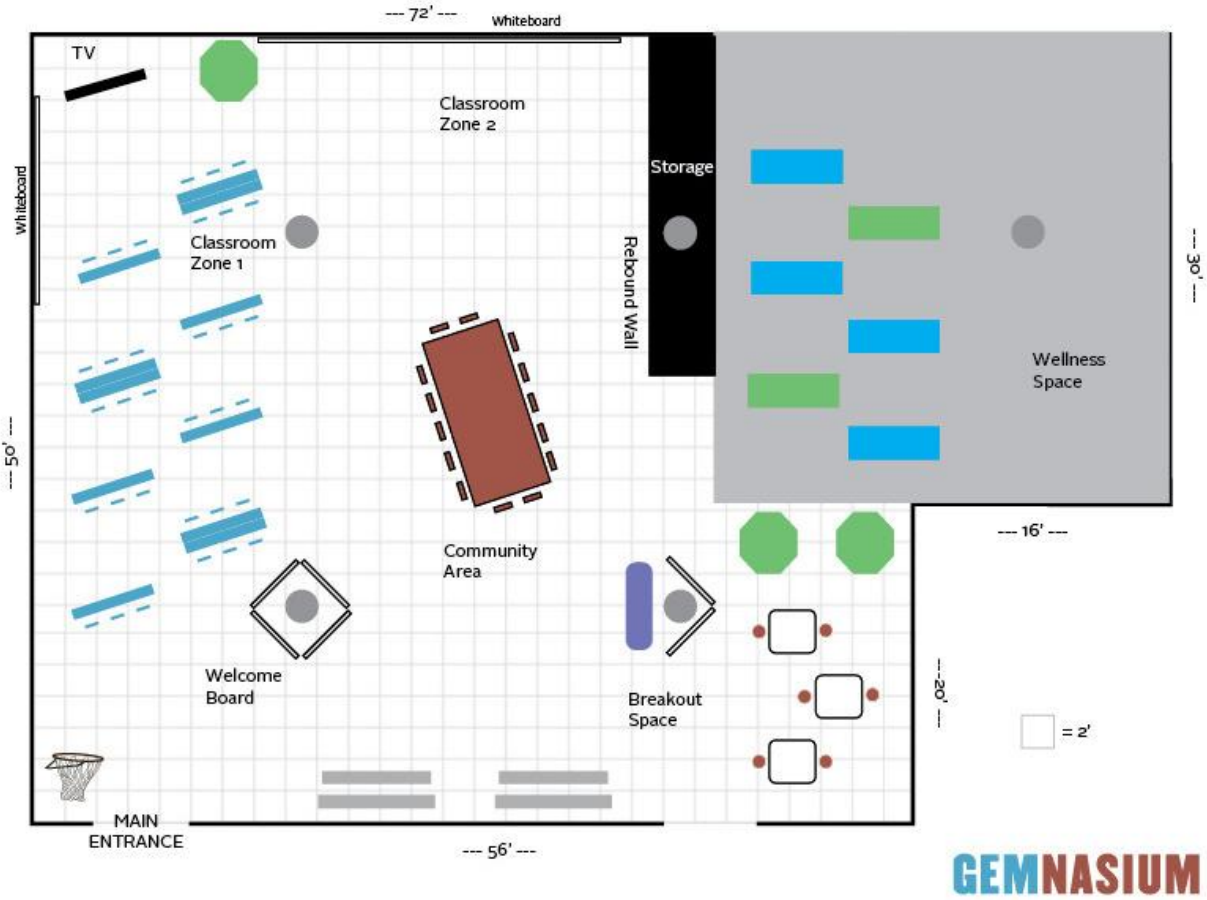 --- 72' ---
Whiteboard
TV
Classroom
Zone 2
Storage
Whiteboard
Classroom
Zone 1
Rebound Wall
--- 30' ---
Wellness
Space
--- 50' ---
--- 16' ---
Community
Area
Welcome
Board
Breakout
Space
---20' ---
= 2'
MAIN
ENTRANCE
--- 56' ---
GEMNASIUM